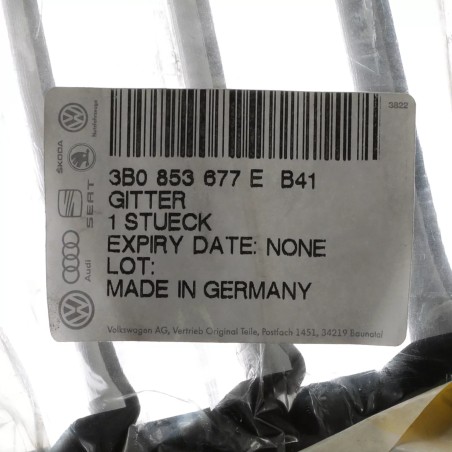 3822
3B0 853 677 E B41
GITTER
1 STUECK
EXPIRY DATE: NONE
LOT:
MADE IN GERMANY
Volkswagen AG, Vertrieb Original Teile, Postfach 1451, 34219 Baunatal
Nutzfahrzeuge
ŠKODA
SEAT
Audi